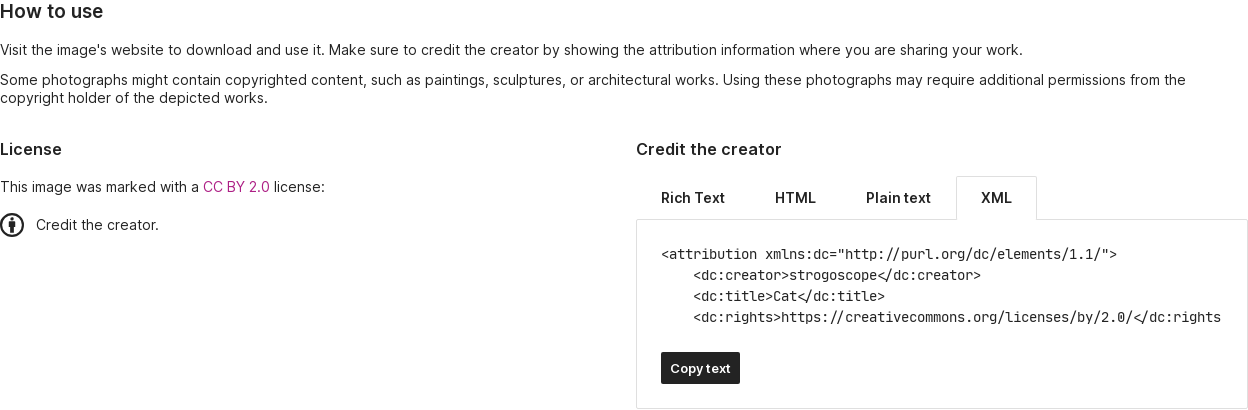 How to use
Visit the image's website to download and use it. Make sure to credit the creator by showing the attribution information where you are sharing your work.
Some photographs might contain copyrighted content, such as paintings, sculptures, or architectural works. Using these photographs may require additional permissions from the
copyright holder of the depicted works.
License
This image was marked with a CC BY 2.0 license:
Credit the creator.
Credit the creator
Rich Text
HTML
Plain text
XML
<attribution xmlns:dc="http://purl.org/dc/elements/1.1/">
    <dc:creator>strogoscope</dc:creator>
    <dc:title>Cat</dc:title>
    <dc:rights>https://creativecommons.org/licenses/by/2.0/</dc:rights
Copy text